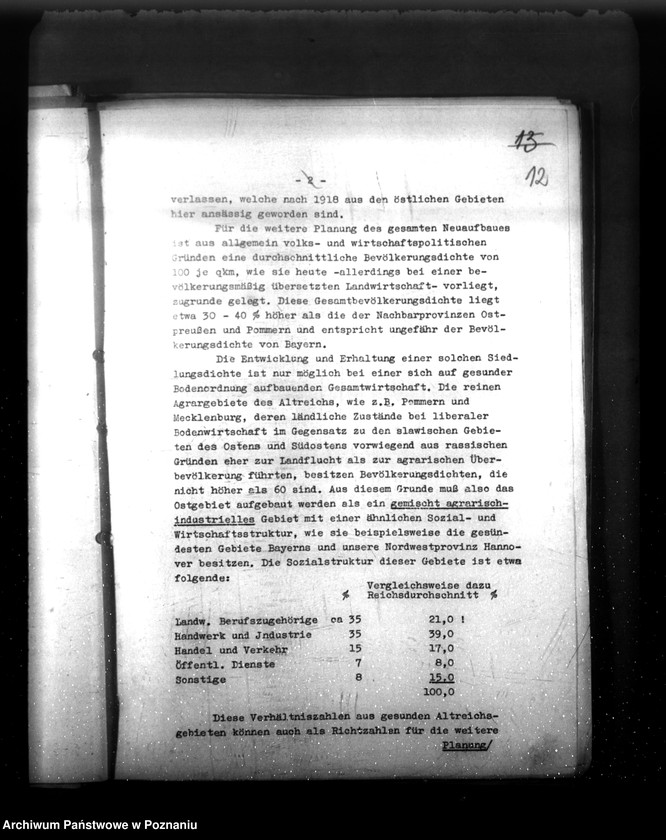 13
12
- 2 -
verlassen, welche nach 1918 aus den östlichen Gebieten
hier ansässig geworden sind.
Für die weitere Planung des gesamten Neuaufbaues
ist aus allgemein volks- und wirtschaftspolitischen
Gründen eine durchschnittliche Bevölkerungsdichte von
100 je qkm, wie sie heute -allerdings bei einer be-
völkerungsmäßig übersetzten Landwirtschaft- vorliegt,
zugrunde gelegt. Diese Gesamtbevölkerungsdichte liegt
etwa 30 - 40 % höher als die der Nachbarprovinzen Ost-
preußen und Pommern und entspricht ungefähr der Bevöl-
kerungsdichte von Bayern.
Die Entwicklung und Erhaltung einer solchen Sied-
lungsdichte ist nur möglich bei einer sich auf gesunder
Bodenordnung aufbauenden Gesamtwirtschaft. Die reinen
Agrargebiete des Altreichs, wie z.B. Pommern und
Mecklenburg, deren ländliche Zustände bei liberaler
Bodenwirtschaft im Gegensatz zu den slawischen Gebie-
ten des Ostens und Südostens vorwiegend aus rassischen
Gründen eher zur Landflucht als zur agrarischen Über-
bevölkerung führten, besitzen Bevölkerungsdichten, die
nicht höher als 60 sind. Aus diesem Grunde muß also das
Ostgebiet aufgebaut werden als ein gemischt agrarisch-
industrielles Gebiet mit einer ähnlichen Sozial- und
Wirtschaftsstruktur, wie sie beispielsweise die gesün-
desten Gebiete Bayerns und unsere Nordwestprovinz Hanno-
ver besitzen. Die Sozialstruktur dieser Gebiete ist etwa
folgende:
Vergleichsweise dazu
% Reichsdurchschnitt %
Landw. Berufszugehörige ca 35 21,0 !
Handwerk und Jndustrie 35 39,0
Handel und Verkehr 15 17,0
Öffentl. Dienste 7 8,0
Sonstige 8 15.0
100,0
Diese Verhältniszahlen aus gesunden Altreichs-
gebieten können auch als Richtzahlen für die weitere
Planung/
Archiwum Państwowe w Poznaniu